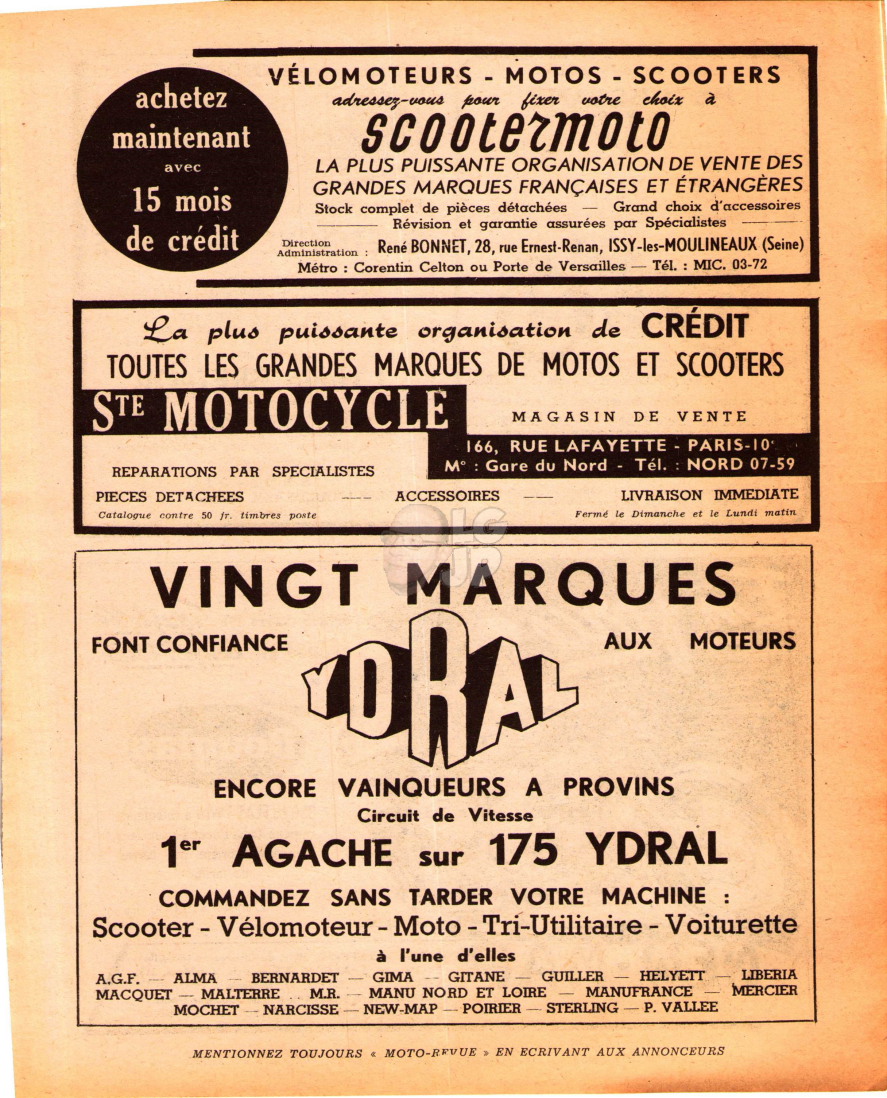 achetez
maintenant
avec
15 mois
de crédit
VÉLOMOTEURS - MOTOS - SCOOTERS
adressez-vous pour fixer votre choix à
scootermoto
LA PLUS PUISSANTE ORGANISATION DE VENTE DES
GRANDES MARQUES FRANÇAISES ET ÉTRANGÈRES
Stock complet de pièces détachées — Grand choix d'accessoires
Révision et garantie assurées par Spécialistes
Direction
Administration : René BONNET, 28, rue Ernest-Renan, ISSY-les-MOULINEAUX (Seine)
Métro : Corentin Celton ou Porte de Versailles — Tél. : MIC. 03-72
La plus puissante organisation de CRÉDIT
TOUTES LES GRANDES MARQUES DE MOTOS ET SCOOTERS
STE MOTOCYCLE
MAGASIN DE VENTE
166, RUE LAFAYETTE - PARIS-10e
M° : Gare du Nord - Tél. : NORD 07-59
REPARATIONS PAR SPECIALISTES
PIECES DETACHEES --- ACCESSOIRES --- LIVRAISON IMMEDIATE
Catalogue contre 50 fr. timbres poste
Fermé le Dimanche et le Lundi matin
LG
JP
VINGT MARQUES
FONT CONFIANCE AUX MOTEURS
YDRAL
ENCORE VAINQUEURS A PROVINS
Circuit de Vitesse
1er AGACHE sur 175 YDRAL
COMMANDEZ SANS TARDER VOTRE MACHINE :
Scooter - Vélomoteur - Moto - Tri-Utilitaire - Voiturette
à l'une d'elles
A.G.F. — ALMA — BERNARDET — GIMA — GITANE — GUILLER — HELYETT — LIBERIA
MACQUET — MALTERRE .. M.R. — MANU NORD ET LOIRE — MANUFRANCE — MERCIER
MOCHET — NARCISSE — NEW-MAP — POIRIER — STERLING — P. VALLEE
MENTIONNEZ TOUJOURS « MOTO-REVUE » EN ECRIVANT AUX ANNONCEURS